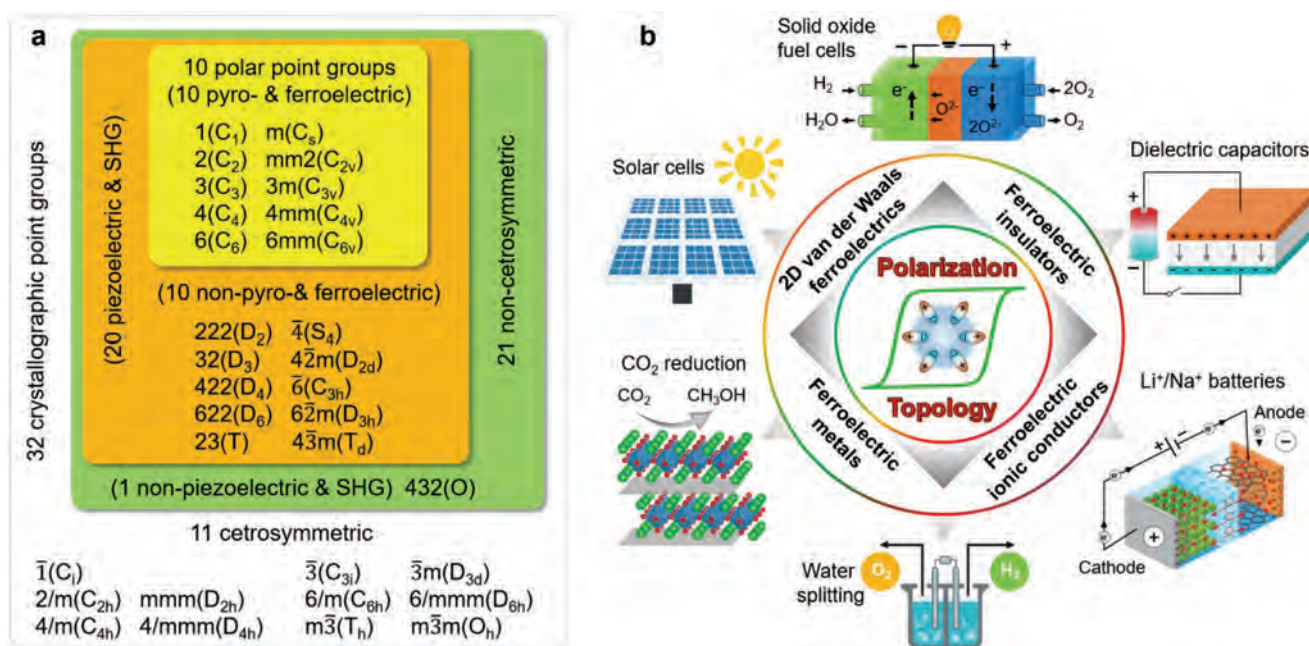 a
32 crystallographic point groups
(20 piezoelectric & SHG)
21 non-cetrosymmetric
10 polar point groups
(10 pyro- & ferroelectric)
1(C₁) m(Cₛ)
2(C₂) mm2(C₂ᵥ)
3(C₃) 3m(C₃ᵥ)
4(C₄) 4mm(C₄ᵥ)
6(C₆) 6mm(C₆ᵥ)
(10 non-pyro-& ferroelectric)
222(D₂) 4̅(S₄)
32(D₃) 42̅m(D2d)
422(D₄) 6̅(C3h)
622(D₆) 62̅m(D3h)
23(T) 43̅m(Td)
(1 non-piezoelectric & SHG) 432(O)
11 cetrosymmetric
1̅(Cᵢ) 3̅(C₃ᵢ) 3̅m(D3d)
2/m(C2h) mmm(D2h) 6/m(C6h) 6/mmm(D6h)
4/m(C4h) 4/mmm(D4h) m3̅(Th) m3̅m(Oh)
b
Solid oxide
fuel cells
− +
H₂
H₂O
e⁻
O²⁻
e⁻
2O²⁻
2O₂
O₂
Solar cells
Dielectric capacitors
+
−
2D van der Waals
ferroelectrics
Ferroelectric
insulators
Polarization
Topology
Ferroelectric
metals
Ferroelectric
ionic conductors
CO₂ reduction
CO₂ CH₃OH
Li⁺/Na⁺ batteries
Anode
+ −
e
−
+
Cathode
Water
splitting
O₂
H₂